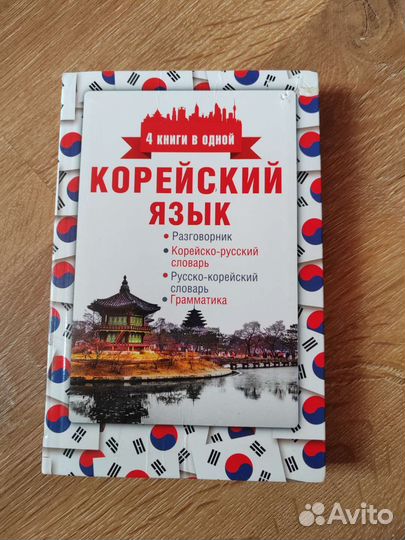 4 КНИГИ В ОДНОЙ
КОРЕЙСКИЙ
ЯЗЫК
• Разговорник
• Корейско-русский
словарь
• Русско-корейский
словарь
• Грамматика
Avito